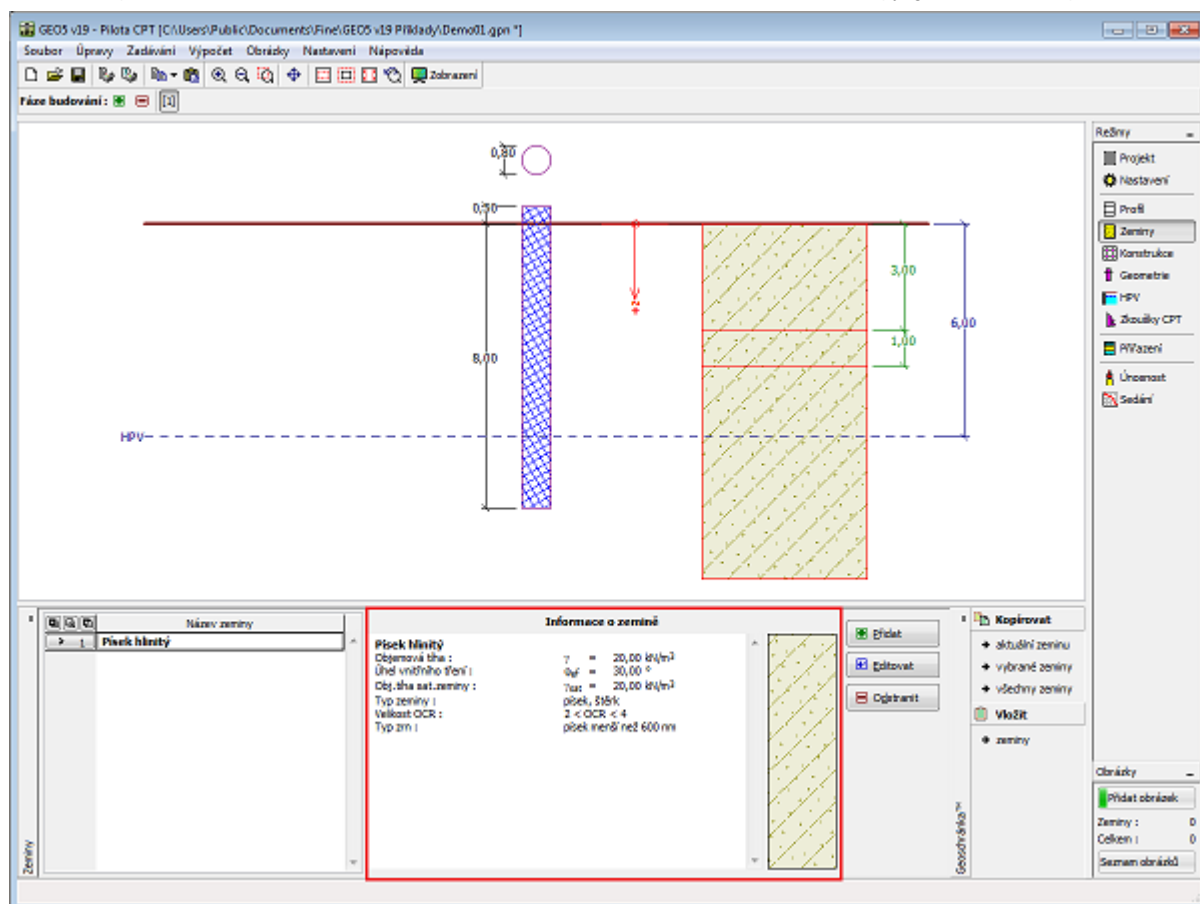 GEO5 v19 - Pilota CPT [C:\Users\Public\Documents\Fine\GEO5 v19 Příklady\Demo01.gpn *]
Soubor Úpravy Zadávání Výpočet Obrázky Nastavení Nápověda
Zobrazení
Fáze budování : [1]
0,80
0,50
8,00
HPV
+z
3,00
1,00
6,00
Režimy
Projekt
Nastavení
Profil
Zeminy
Konstrukce
Geometrie
HPV
Zkoušky CPT
Přiřazení
Únosnost
Sedání
Zeminy
Název zeminy
> 1 Písek hlinitý
Informace o zemině
Písek hlinitý
Objemová tíha : γ = 20,00 kN/m3
Úhel vnitřního tření : φef = 30,00 °
Obj.tíha sat.zeminy : γsat = 20,00 kN/m3
Typ zeminy : písek, štěrk
Velikost OCR : 2 < OCR < 4
Typ zrn : písek menší než 600 nm
Přidat
Editovat
Odstranit
Geoschránka™
Kopírovat
aktuální zeminu
vybrané zeminy
všechny zeminy
Vložit
zeminy
Obrázky
Přidat obrázek
Zeminy : 0
Celkem : 0
Seznam obrázků